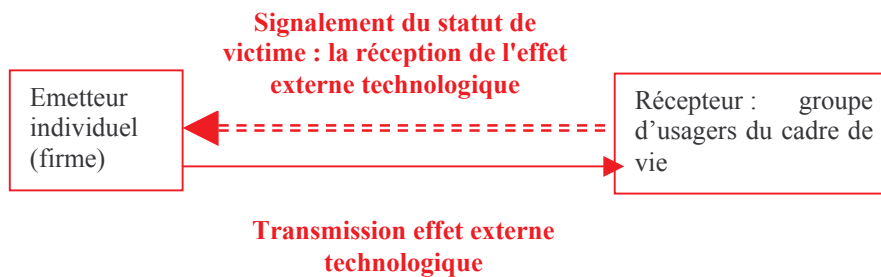 Signalement du statut de
victime : la réception de l'effet
externe technologique
Emetteur
individuel
(firme)
Récepteur : groupe
d'usagers du cadre de
vie
Transmission effet externe
technologique